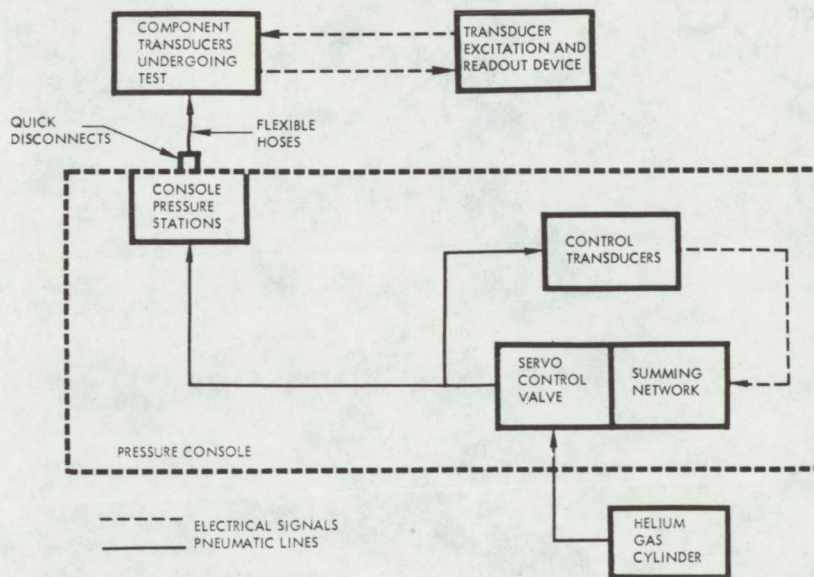 COMPONENT
TRANSDUCERS
UNDERGOING
TEST
TRANSDUCER
EXCITATION AND
READOUT DEVICE
QUICK
DISCONNECTS
FLEXIBLE
HOSES
CONSOLE
PRESSURE
STATIONS
CONTROL
TRANSDUCERS
SERVO
CONTROL
VALVE
SUMMING
NETWORK
PRESSURE CONSOLE
ELECTRICAL SIGNALS
PNEUMATIC LINES
HELIUM
GAS
CYLINDER